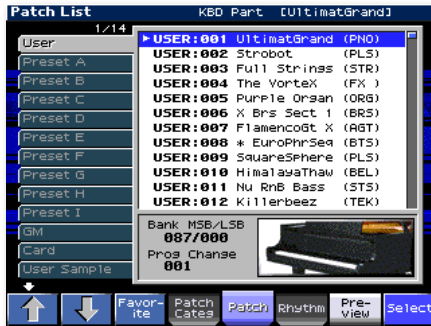 Patch List KBD Part [UltimatGrand]
1/14
User
Preset A
Preset B
Preset C
Preset D
Preset E
Preset F
Preset G
Preset H
Preset I
GM
Card
User Sample
USER:001 UltimatGrand (PNO)
USER:002 Strobot (PLS)
USER:003 Full Strings (STR)
USER:004 The VorteX (FX )
USER:005 Purple Organ (ORG)
USER:006 X Brs Sect 1 (BRS)
USER:007 FlamencoGt X (AGT)
USER:008 * EuroPhrSeq (BTS)
USER:009 SquareSphere (PLS)
USER:010 HimalayaThaw (BEL)
USER:011 Nu RnB Bass (STS)
USER:012 Killerbeez (TEK)
Bank MSB/LSB
087/000
Prog Change
001
Favor-
ite
Patch
Categ
Patch
Rhythm
Pre-
view
Select